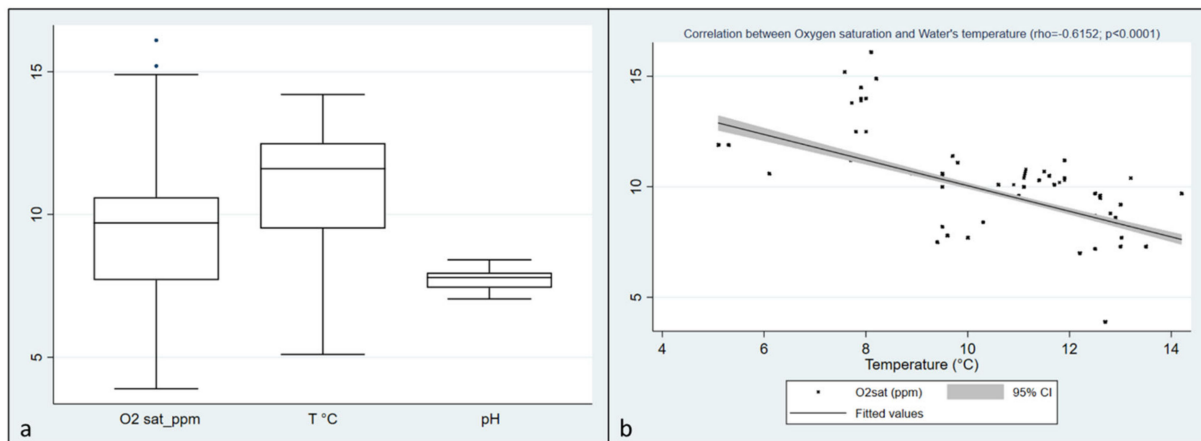 15
10
5
O2 sat_ppm T °C pH
a
Correlation between Oxygen saturation and Water's temperature (rho=-0.6152; p<0.0001)
15
10
5
4 6 8 10 12 14
Temperature (°C)
O2sat (ppm) 95% CI
Fitted values
b